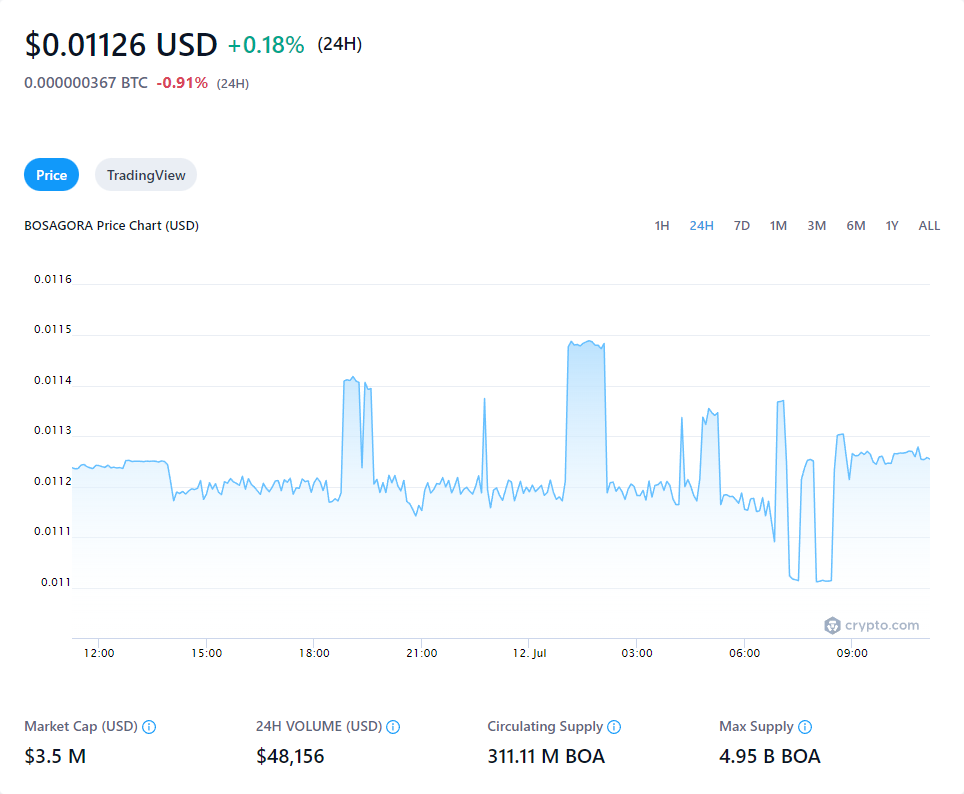 $0.01126 USD +0.18% (24H)
0.000000367 BTC -0.91% (24H)
Price TradingView
BOSAGORA Price Chart (USD) 1H 24H 7D 1M 3M 6M 1Y ALL
0.0116
0.0115
0.0114
0.0113
0.0112
0.0111
0.011
crypto.com
12:00 15:00 18:00 21:00 12. Jul 03:00 06:00 09:00
Market Cap (USD) 24H VOLUME (USD) Circulating Supply Max Supply
$3.5 M $48,156 311.11 M BOA 4.95 B BOA